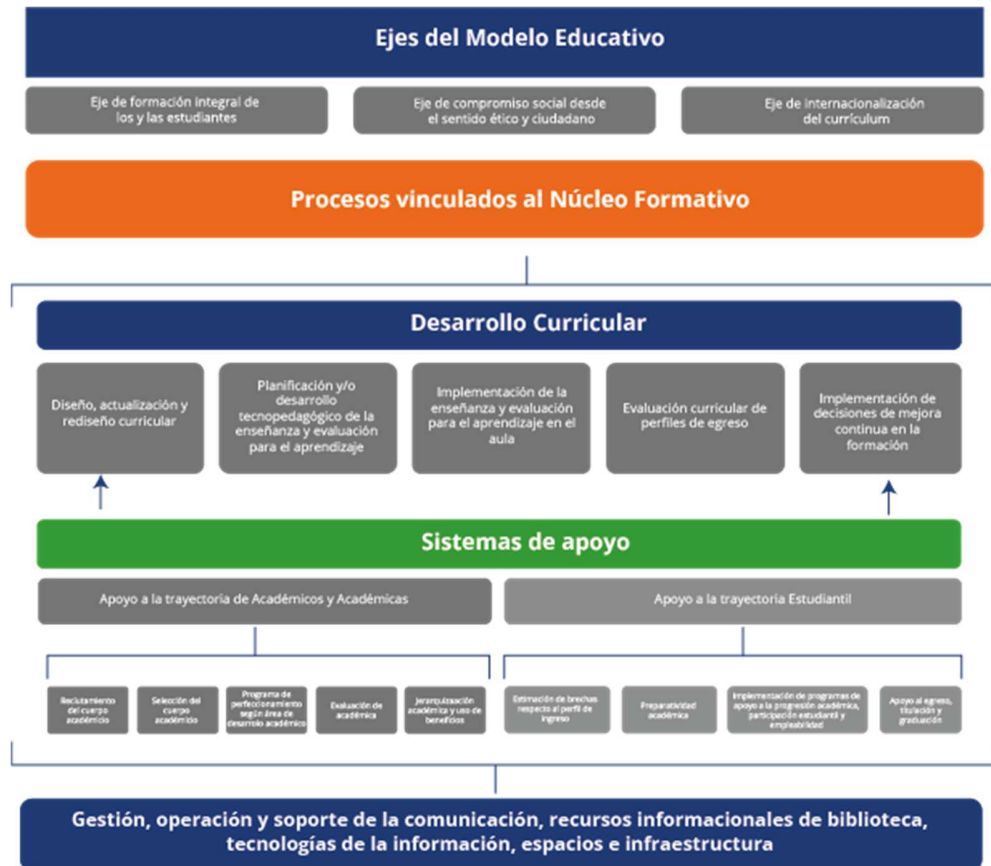 Ejes del Modelo Educativo
Eje de formación integral de
los y las estudiantes
Eje de compromiso social desde
el sentido ético y ciudadano
Eje de internacionalización
del currículum
Procesos vinculados al Núcleo Formativo
Desarrollo Curricular
Diseño, actualización y
rediseño curricular
Planificación y/o
desarrollo
tecnopedagógico de la
enseñanza y evaluación
para el aprendizaje
Implementación de la
enseñanza y evaluación
para el aprendizaje en el
aula
Evaluación curricular de
perfiles de egreso
Implementación de
decisiones de mejora
continua en la
formación
Sistemas de apoyo
Apoyo a la trayectoria de Académicos y Académicas
Apoyo a la trayectoria Estudiantil
Reclutamiento
del cuerpo
académicio
Selección del
cuerpo
académicio
Programa de
perfeccionamiento
según área de
desarrolo académico
Evaluación de
académica
Jerarquizaación
académica y uso de
beneficios
Estimación de brechas
respecto al perfil de
ingreso
Preparatividad
académica
Implementación de programas de
apoyo a la progresión académica,
participación estudiantil y
empleabilidad
Apoyo al egreso,
titulación y
graduación
Gestión, operación y soporte de la comunicación, recursos informacionales de biblioteca,
tecnologías de la información, espacios e infraestructura